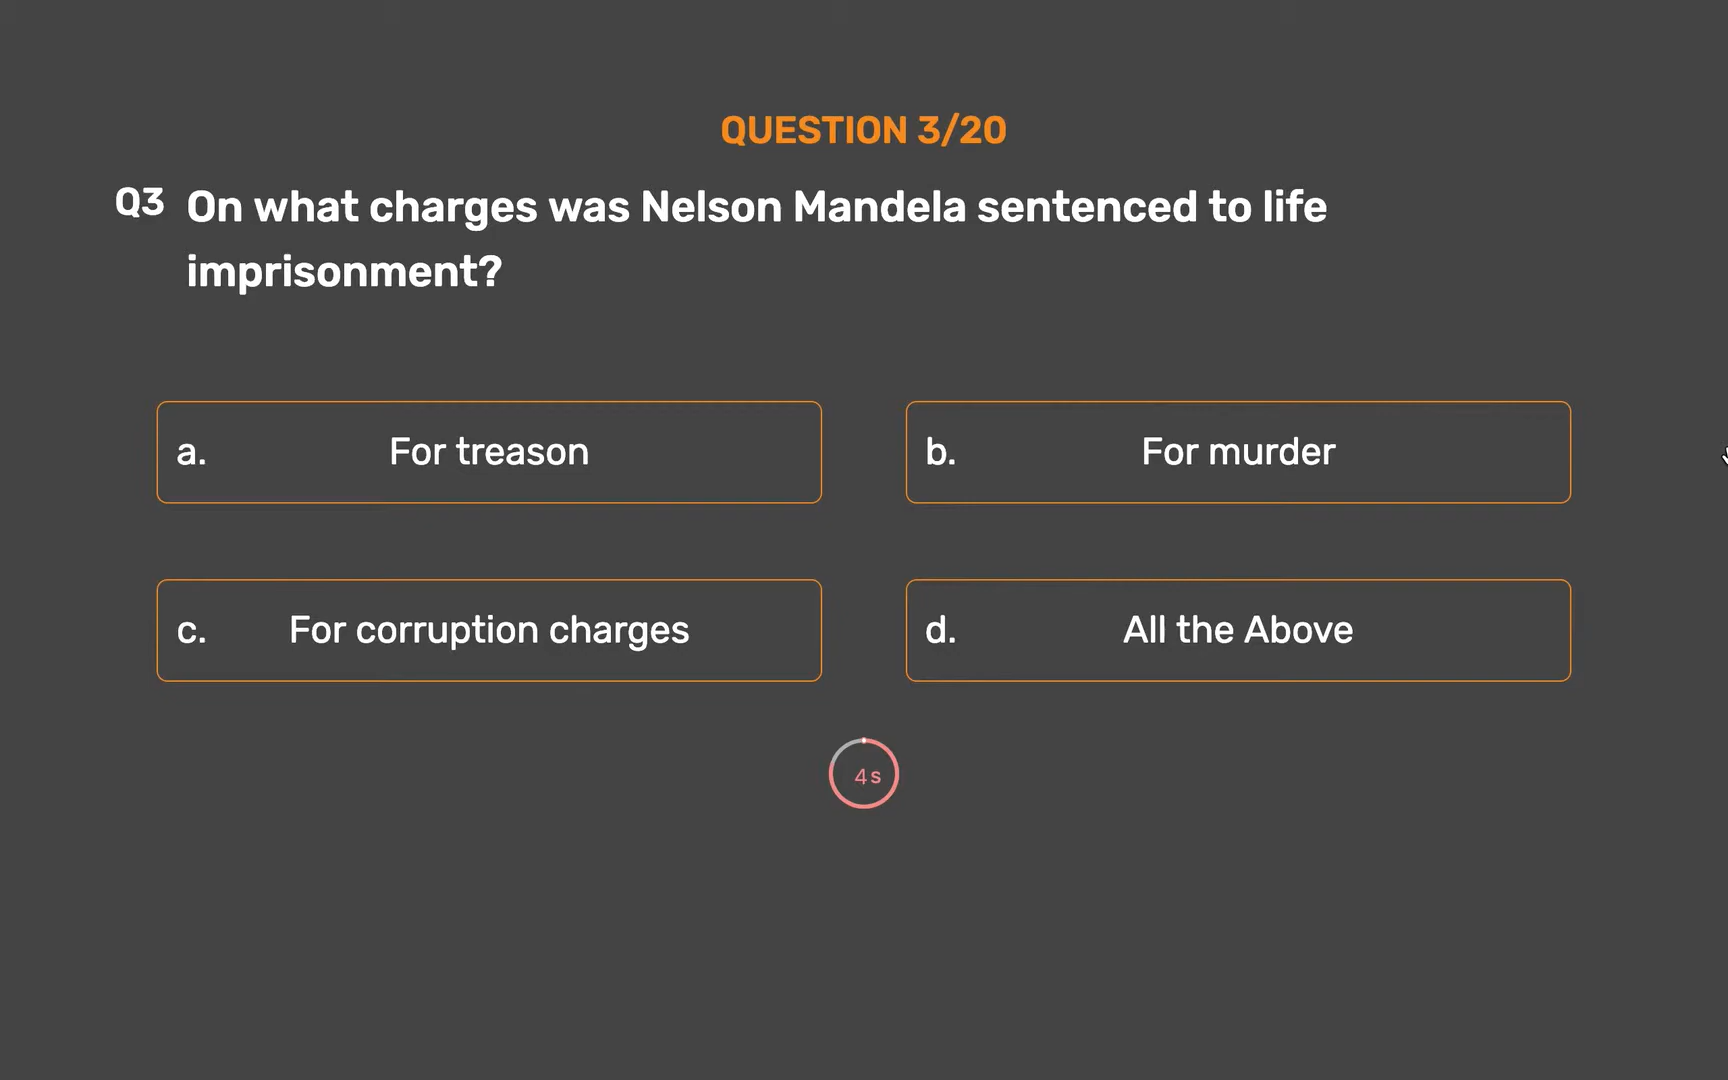 QUESTION 3/20
Q3 On what charges was Nelson Mandela sentenced to life
imprisonment?
a. For treason
b. For murder
c. For corruption charges
d. All the Above
4s